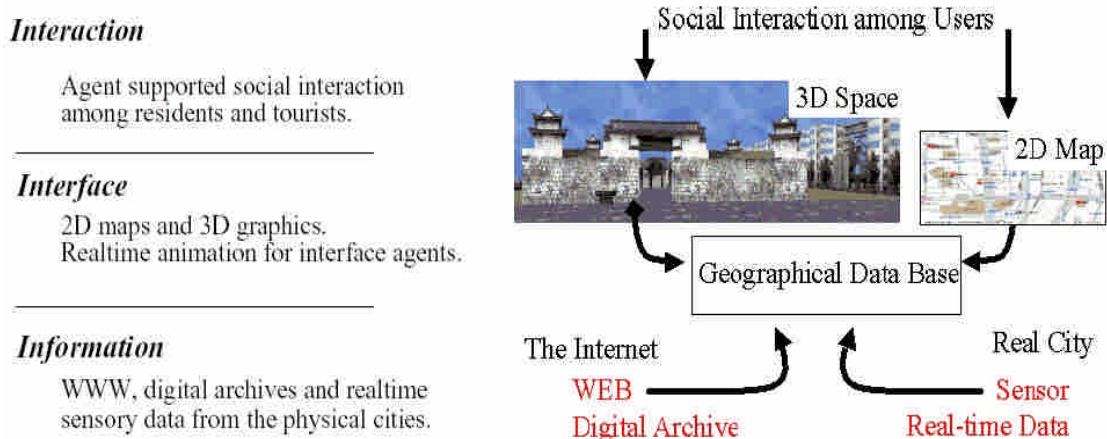 Interaction
Agent supported social interaction
among residents and tourists.
Interface
2D maps and 3D graphics.
Realtime animation for interface agents.
Information
WWW, digital archives and realtime
sensory data from the physical cities.
Social Interaction among Users
3D Space
2D Map
Geographical Data Base
The Internet
WEB
Digital Archive
Real City
Sensor
Real-time Data